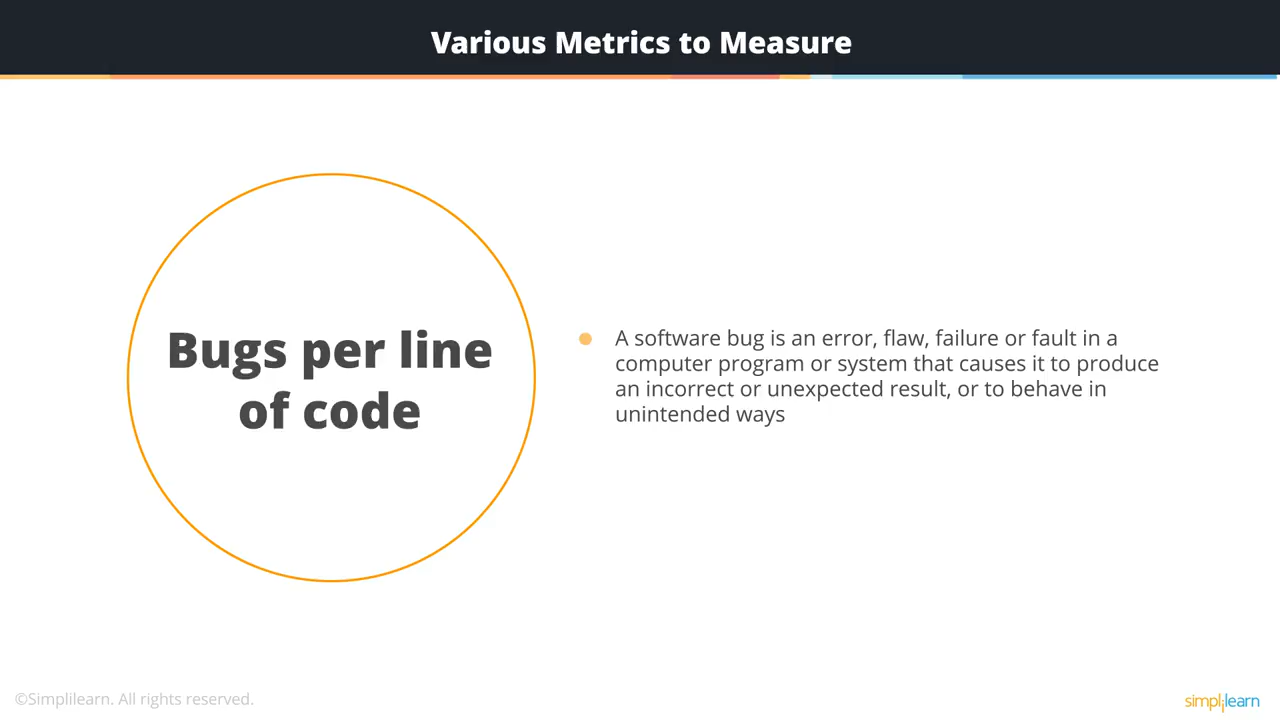 Various Metrics to Measure
Bugs per line
of code
A software bug is an error, flaw, failure or fault in a
computer program or system that causes it to produce
an incorrect or unexpected result, or to behave in
unintended ways
©Simplilearn. All rights reserved.
simplilearn